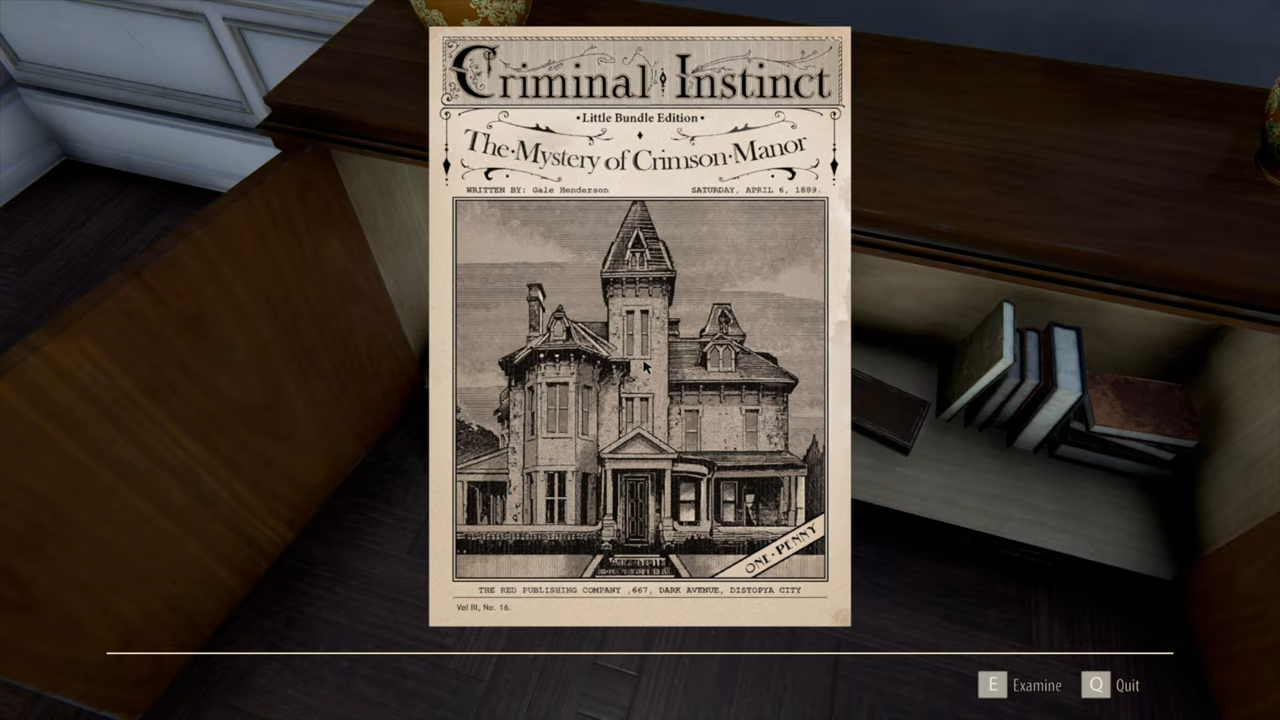 Criminal Instinct
•Little Bundle Edition•
The•Mystery of Crimson•Manor
WRITTEN BY: Gale Henderson
SATURDAY, APRIL 6, 1889.
ONE•PENNY
THE RED PUBLISHING COMPANY ,667, DARK AVENUE, DISTOPYA CITY
Vol III, No. 16.
E Examine Q Quit